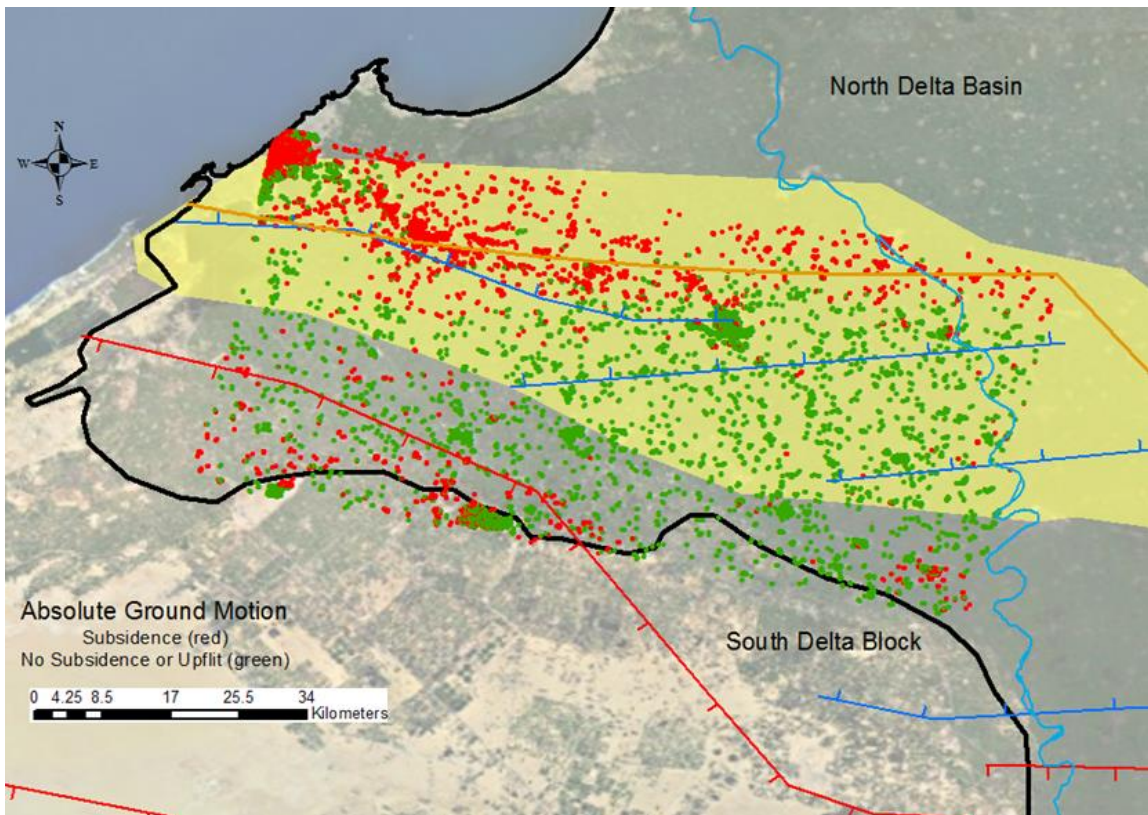 North Delta Basin
N
W E
S
Absolute Ground Motion
Subsidence (red)
No Subsidence or Upflit (green)
South Delta Block
0 4.25 8.5 17 25.5 34
Kilometers